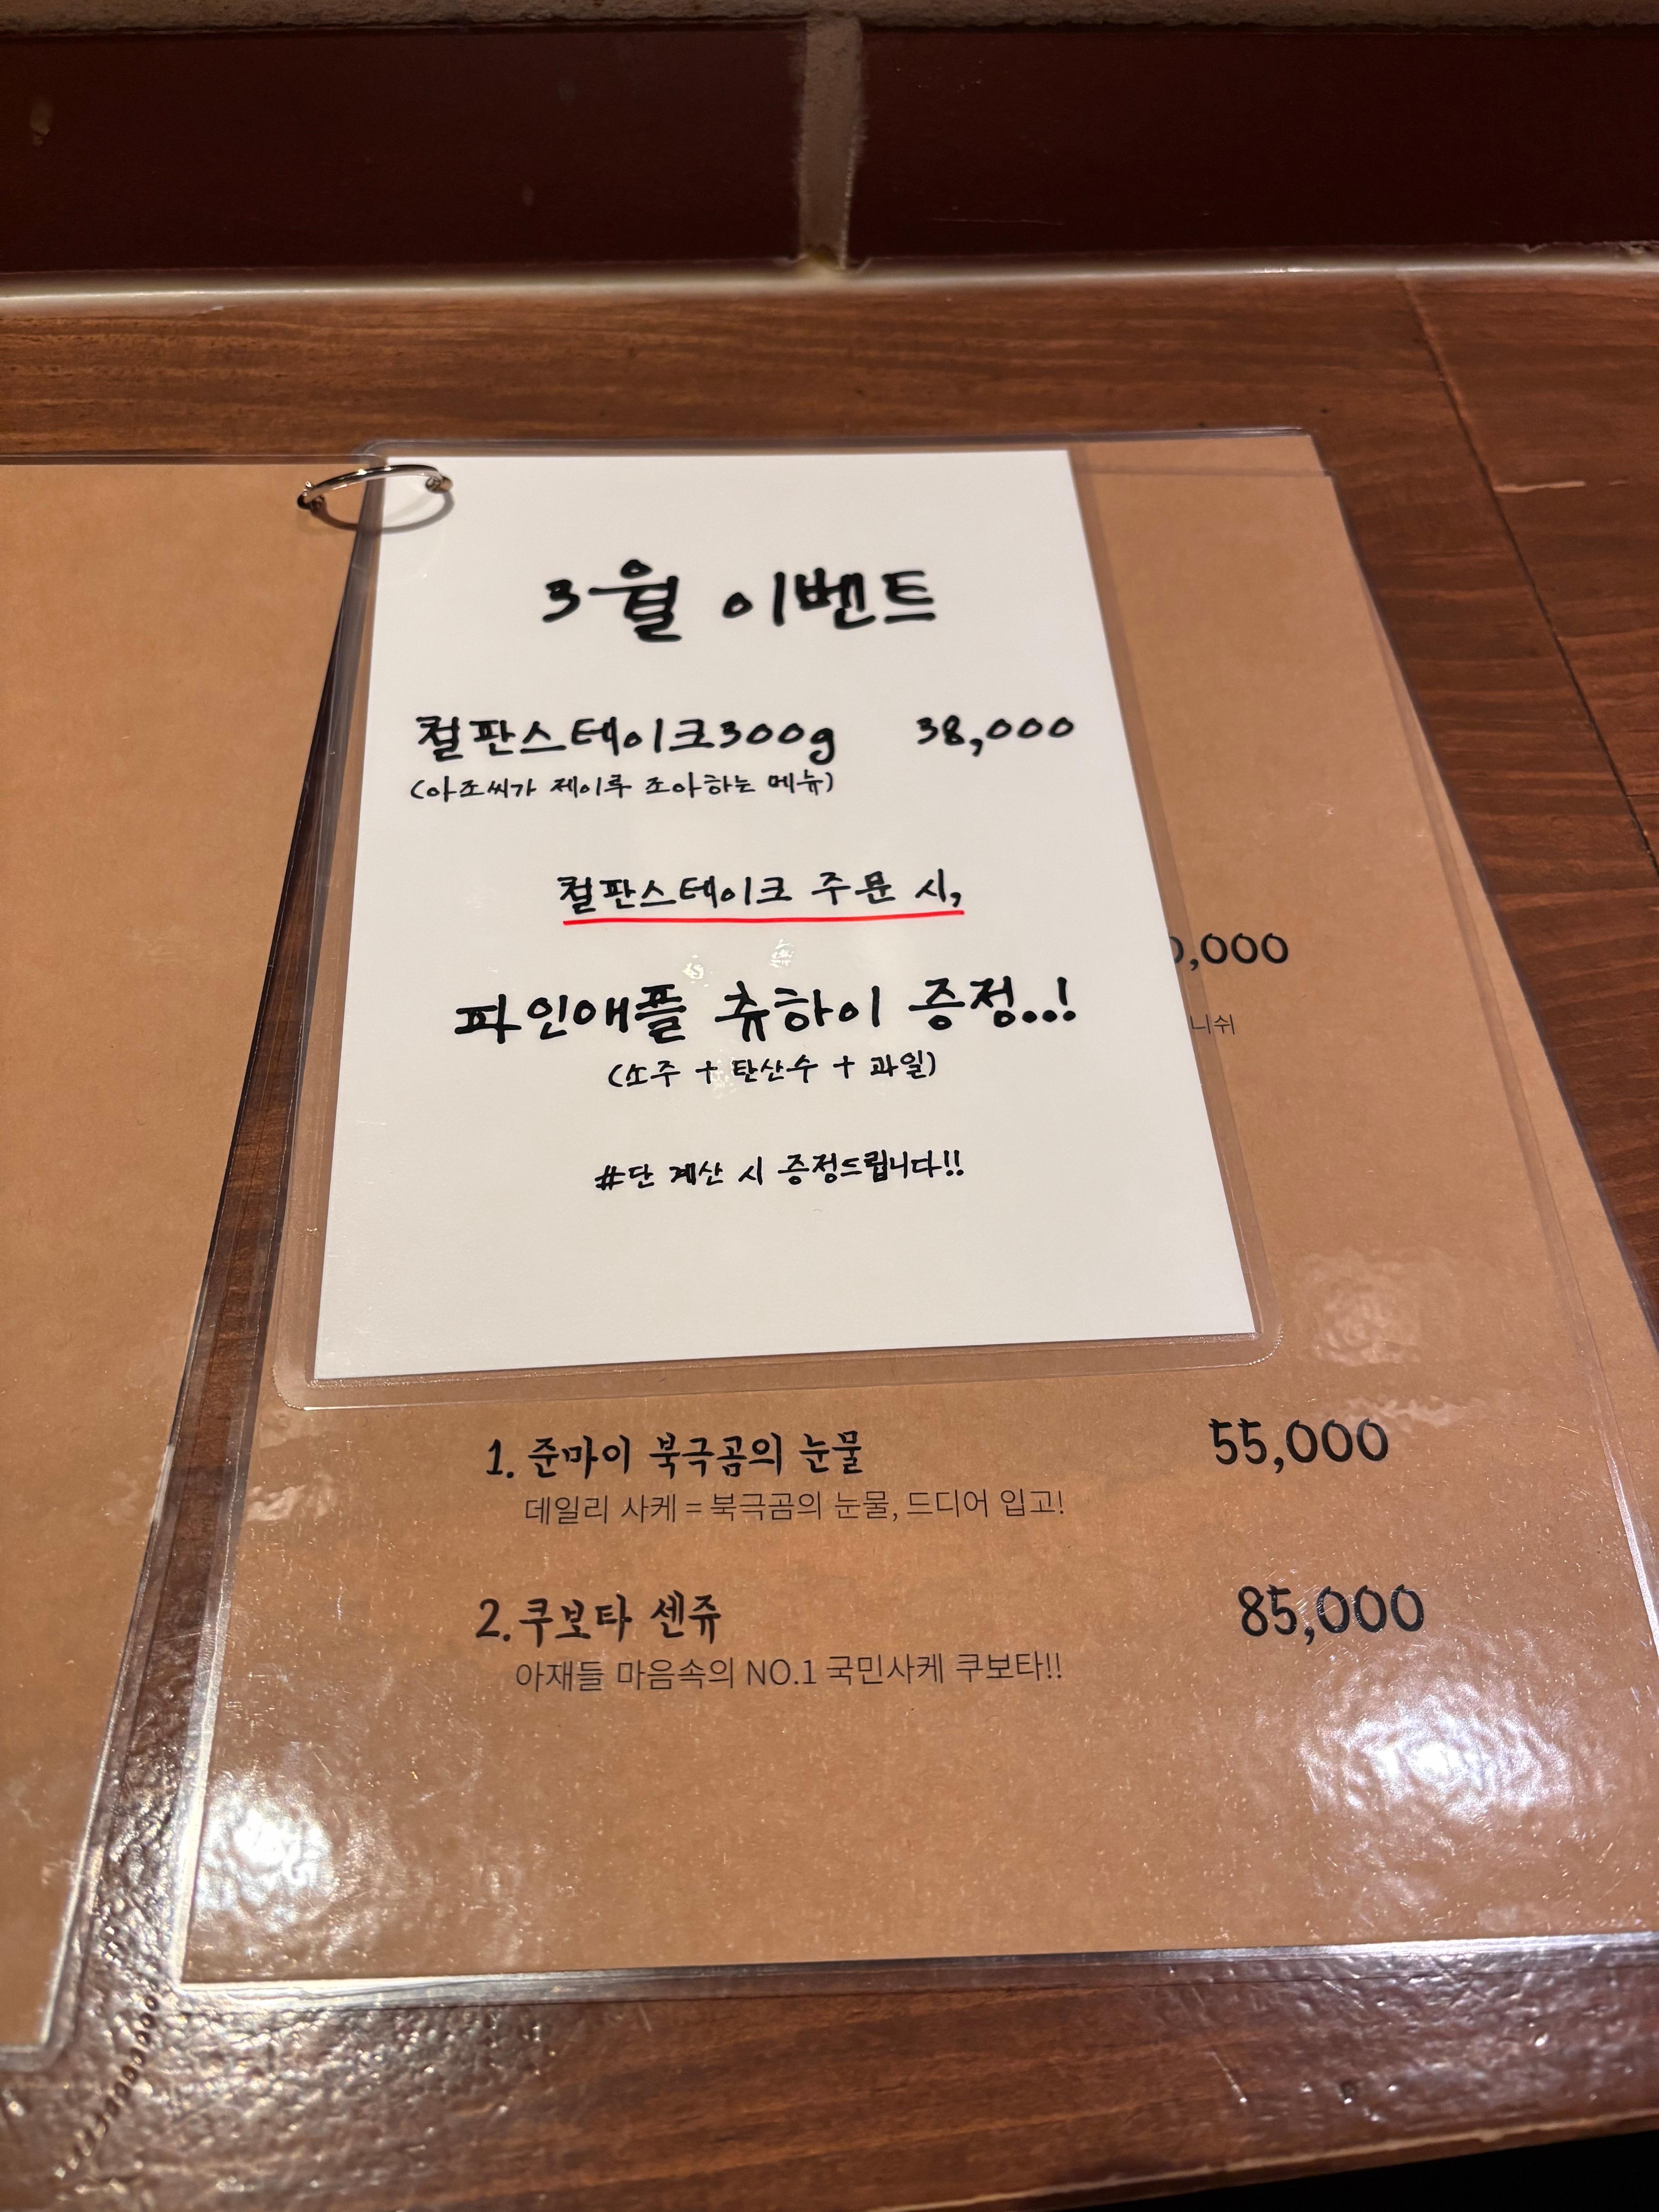 3월 이벤트
철판스테이크300g 38,000
(아조씨가 제이루 조아하는 메뉴)
철판스테이크 주문 시,
파인애플 츄하이 증정..!
(소주 + 탄산수 + 과일)
#단 계산 시 증정드립니다!!
0,000
니쉬
1. 준마이 북극곰의 눈물 55,000
데일리 사케 = 북극곰의 눈물, 드디어 입고!
2. 쿠보타 센쥬 85,000
아재들 마음속의 NO.1 국민사케 쿠보타!!